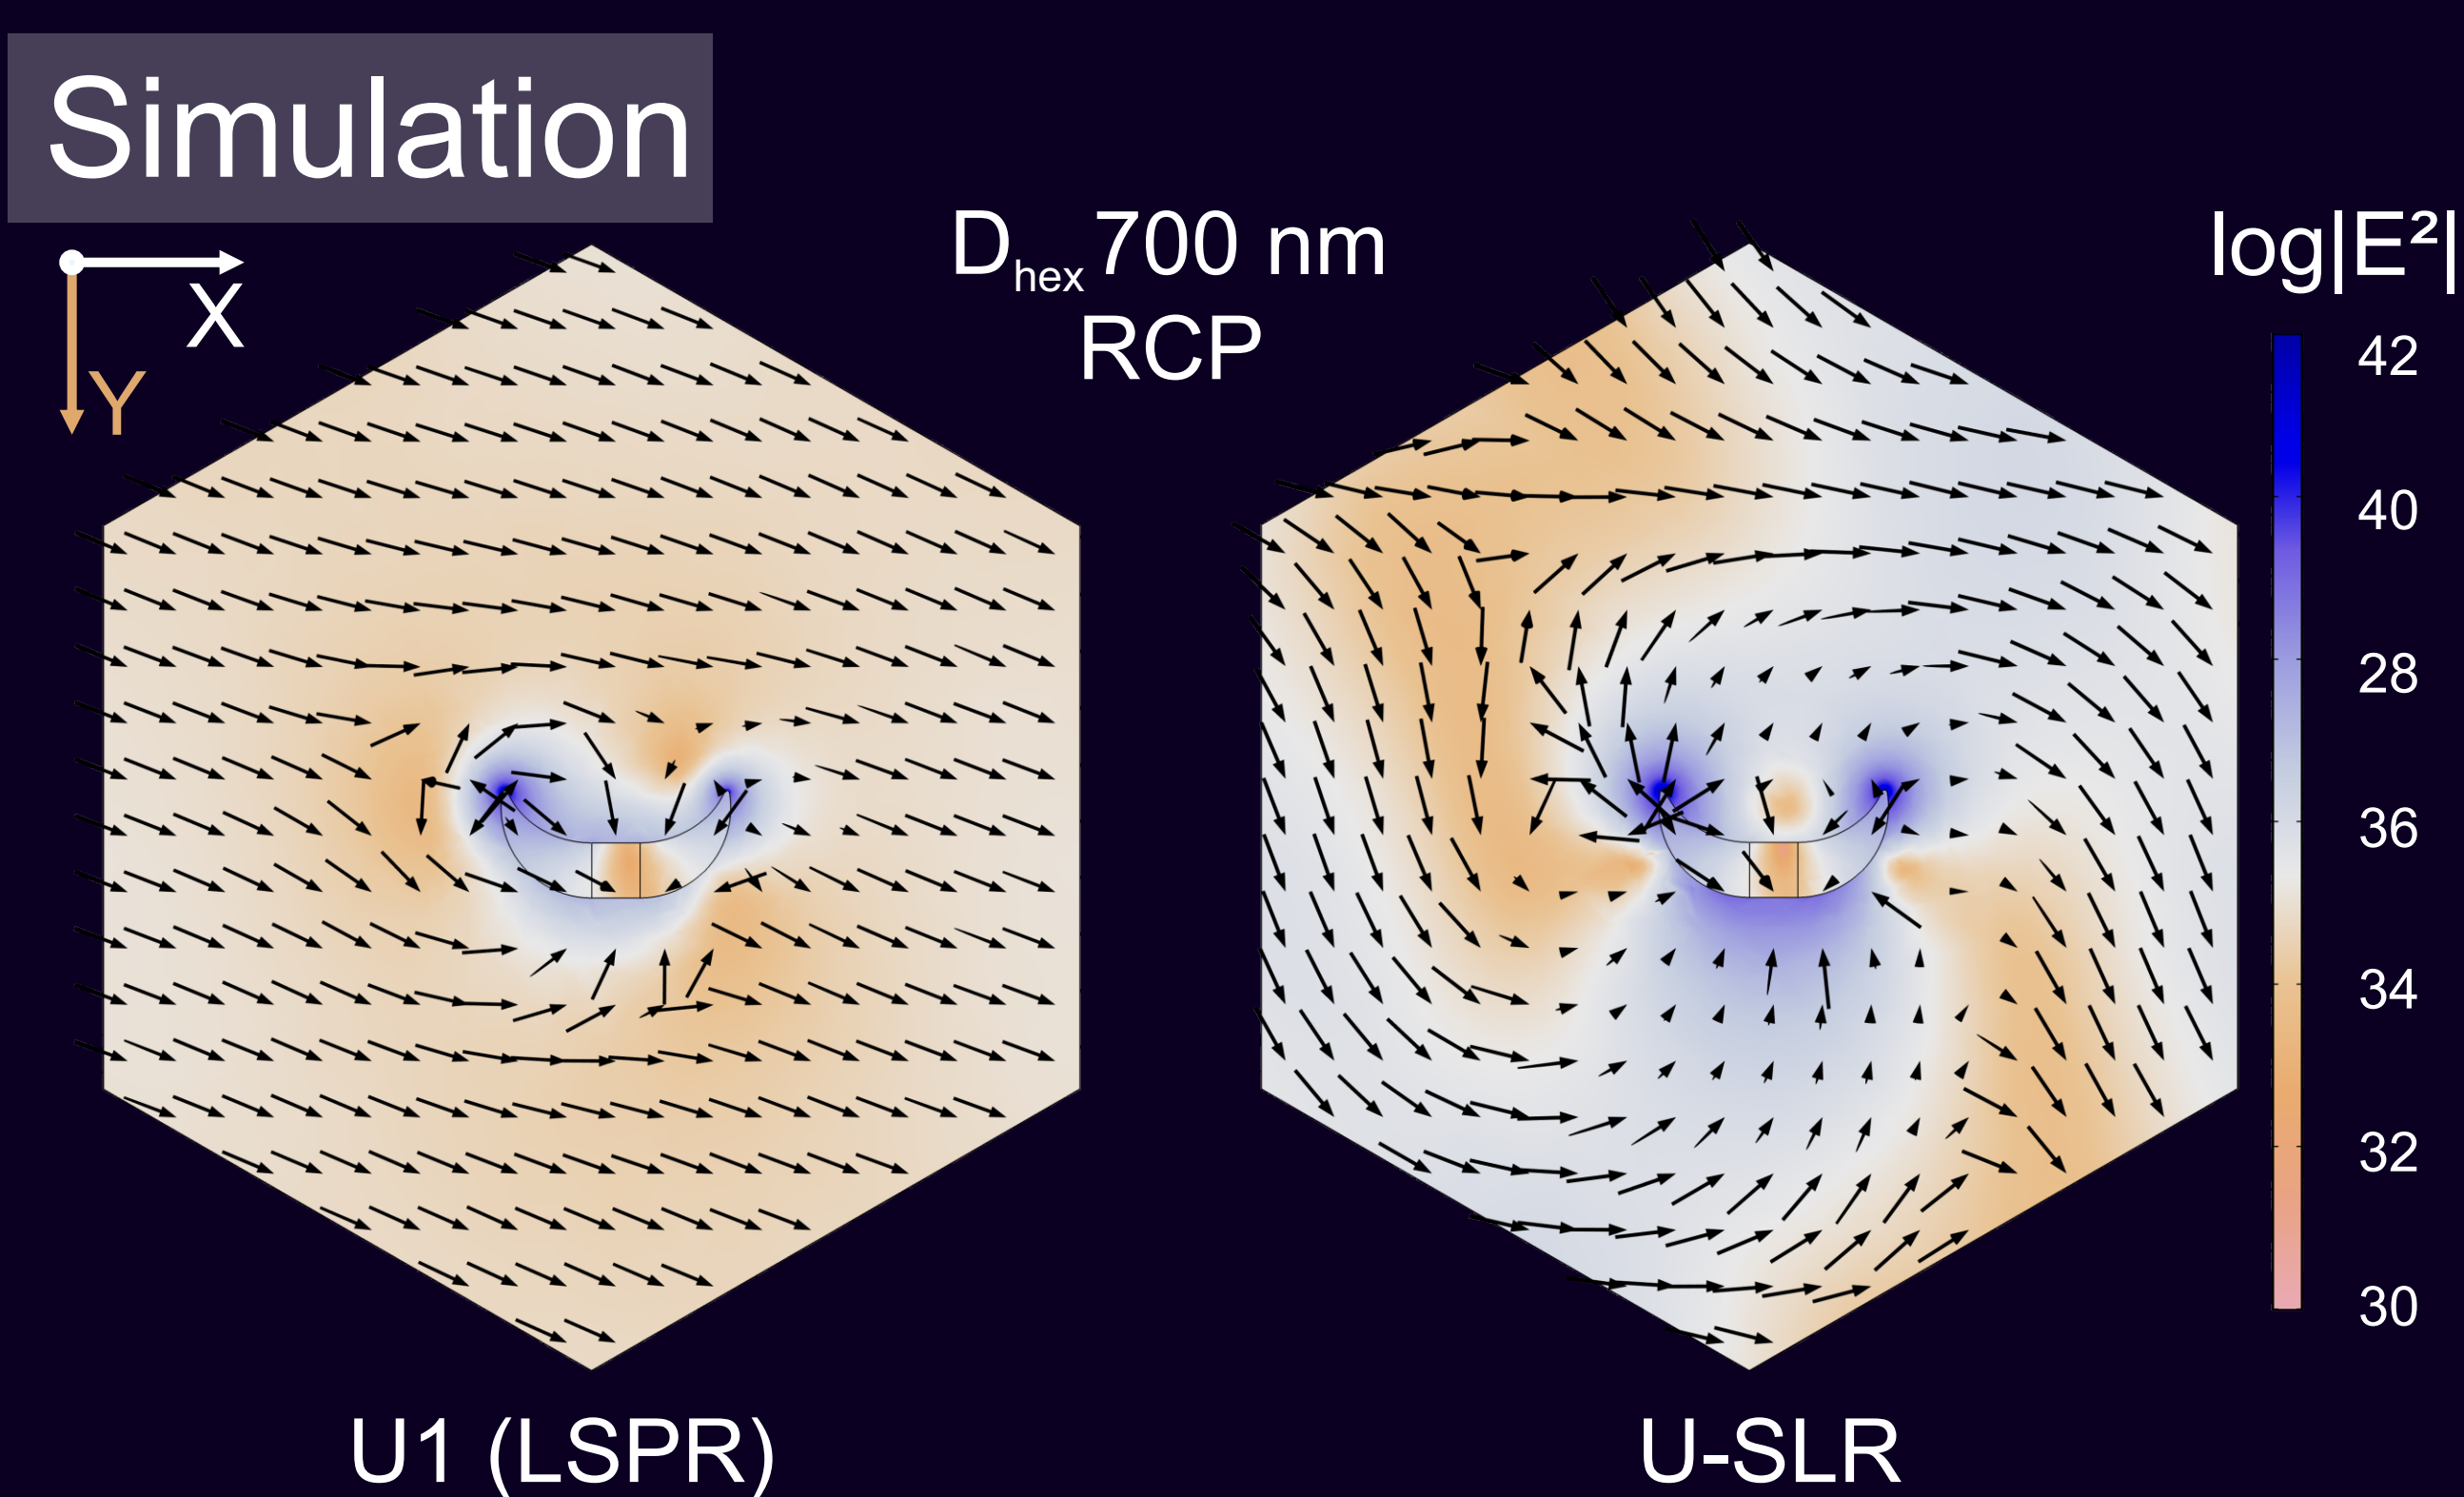 Simulation
X
Y
Dhex 700 nm
RCP
log|E²|
42
40
28
36
34
32
30
U1 (LSPR)
U-SLR